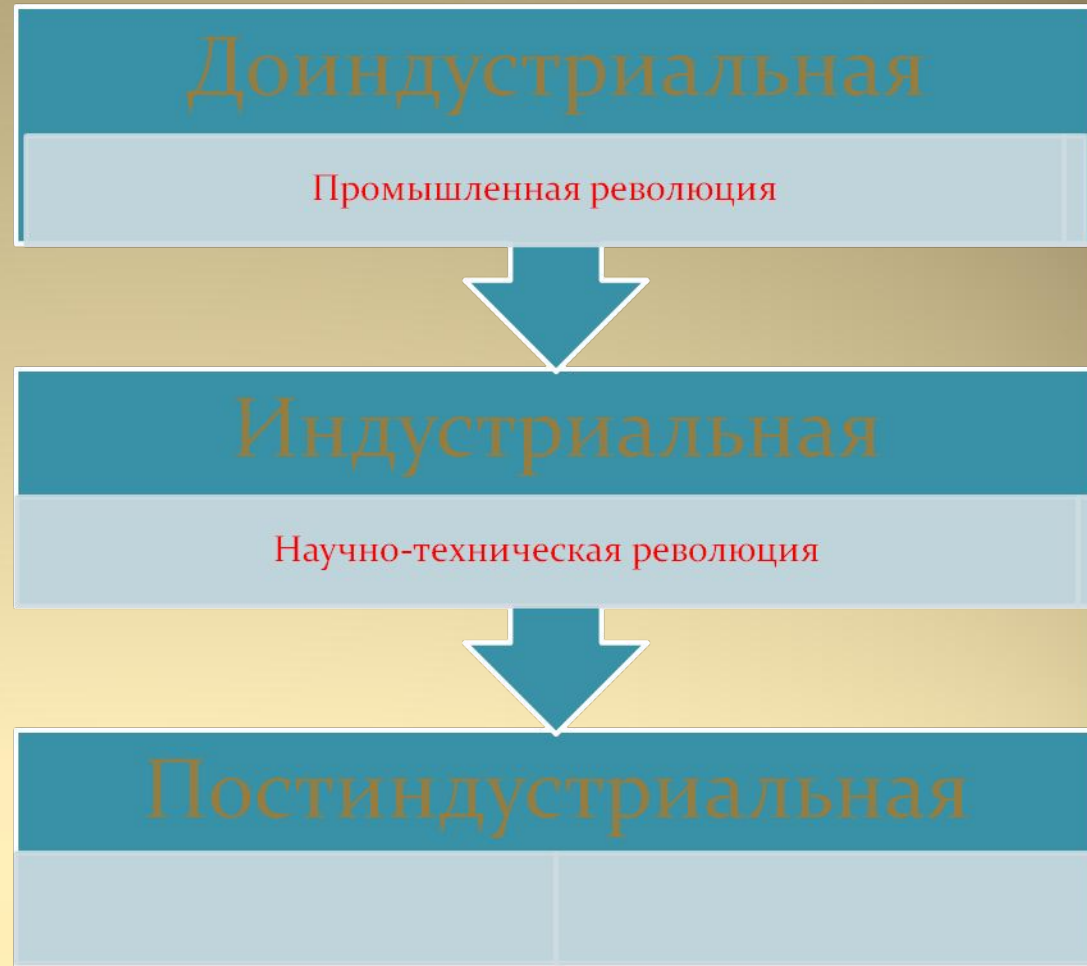 Доиндустриальная
Промышленная революция
Индустриальная
Научно-техническая революция
Постиндустриальная